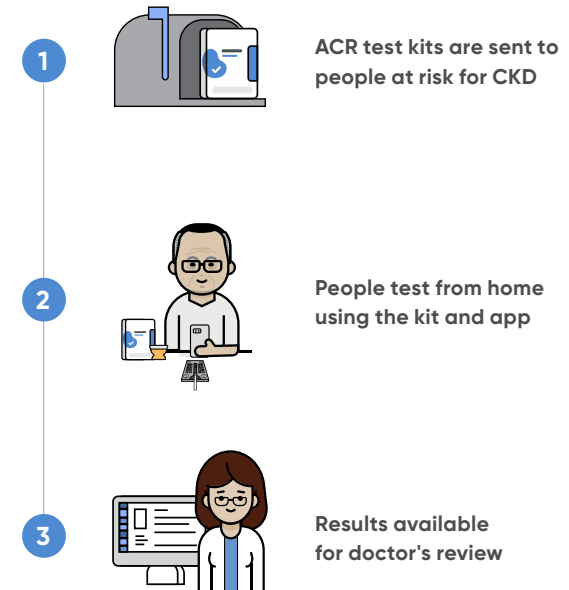 1
ACR test kits are sent to
people at risk for CKD
2
People test from home
using the kit and app
3
Results available
for doctor's review